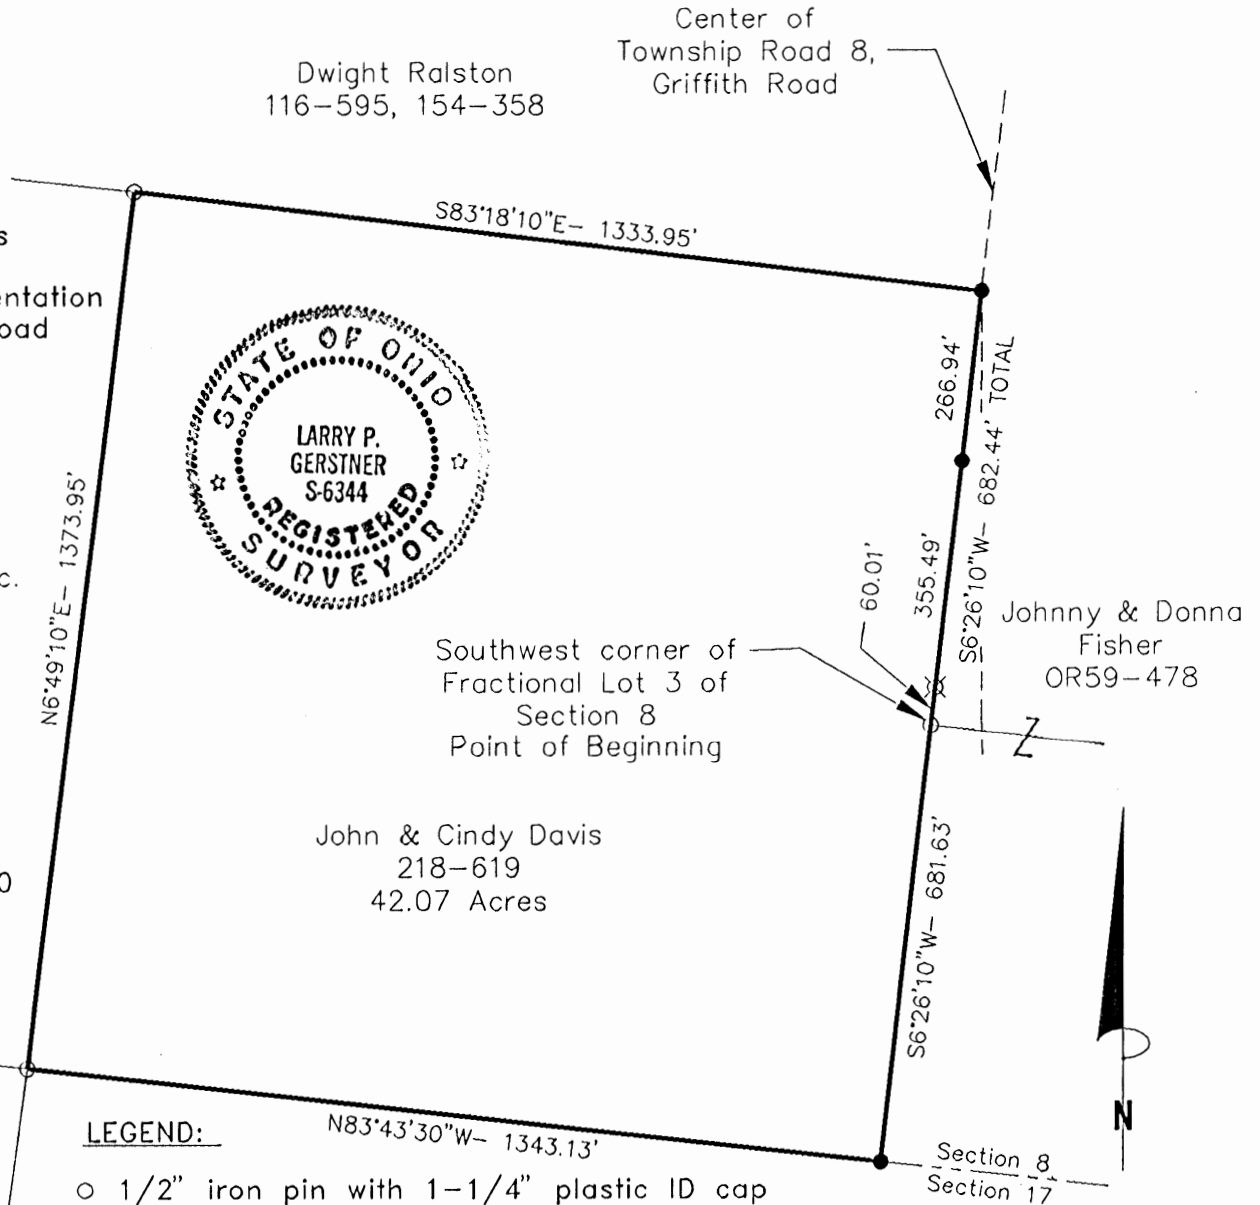 Center of
Township Road 8,
Griffith Road
Dwight Ralston
116-595, 154-358
S83°18'10"E- 1333.95'
s
entation
oad
STATE OF OHIO
LARRY P.
GERSTNER
S-6344
REGISTERED
SURVEYOR
266.94'
S6°26'10"W- 682.44' TOTAL
N6°49'10"E- 1373.95'
c.
60.01'
355.49'
Johnny & Donna
Fisher
OR59-478
Southwest corner of
Fractional Lot 3 of
Section 8
Point of Beginning
Z
John & Cindy Davis
218-619
42.07 Acres
0
S6°26'10"W- 681.63'
N
N83°43'30"W- 1343.13'
Section 8
Section 17
LEGEND:
○ 1/2" iron pin with 1-1/4" plastic ID cap